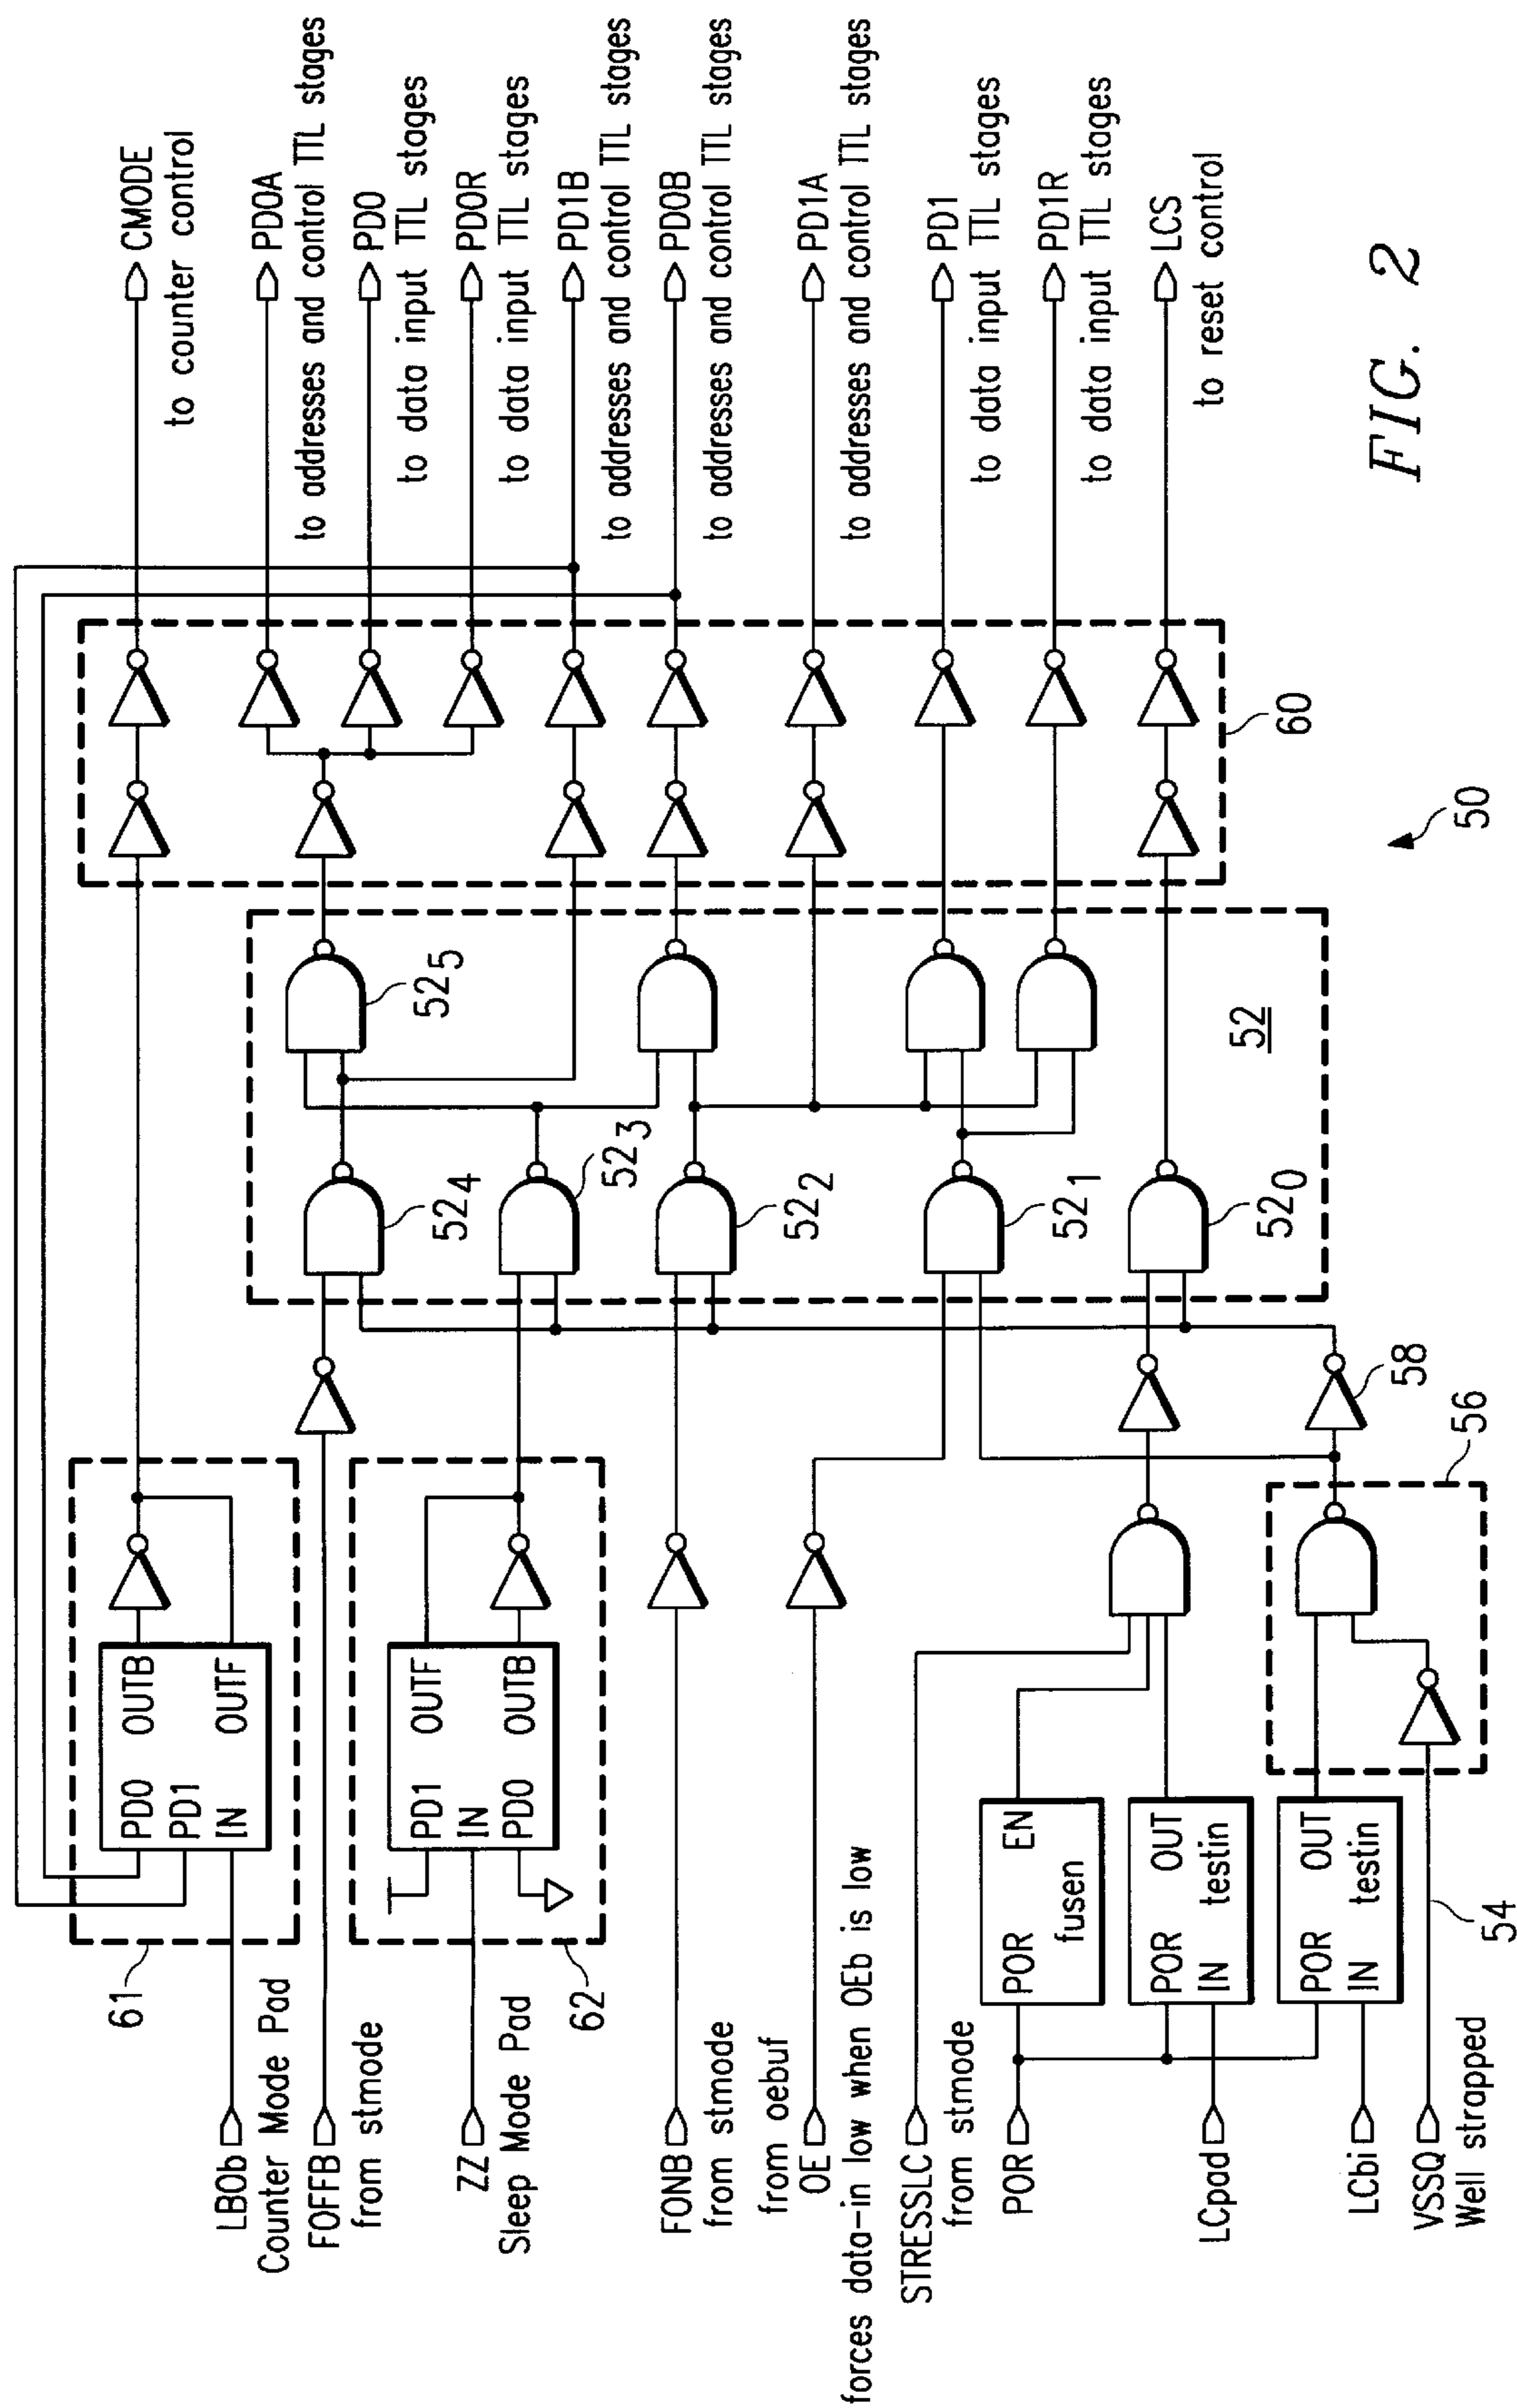 LBOb
Counter Mode Pad
FOFFB
from stmode
ZZ
Sleep Mode Pad
FONB
from stmode
from oebuf
OE
forces data-in low when OEb is low
STRESSLC
from stmode
POR
LCpad
LCbi
VSSQ
Well strapped
61
PD0 OUTB
PD1
IN OUTF
62
PD1 OUTF
IN
PD0 OUTB
POR EN
fusen
POR OUT
IN testin
POR OUT
IN testin
54
56
58
52₄
52₃
52₂
52₁
52₀
52₅
52
60
50
CMODE
to counter control
PD0A
to addresses and control TTL stages
PD0
to data input TTL stages
PD0R
to data input TTL stages
PD1B
to addresses and control TTL stages
PD0B
to addresses and control TTL stages
PD1A
to addresses and control TTL stages
PD1
to data input TTL stages
PD1R
to data input TTL stages
LCS
to reset control
FIG. 2